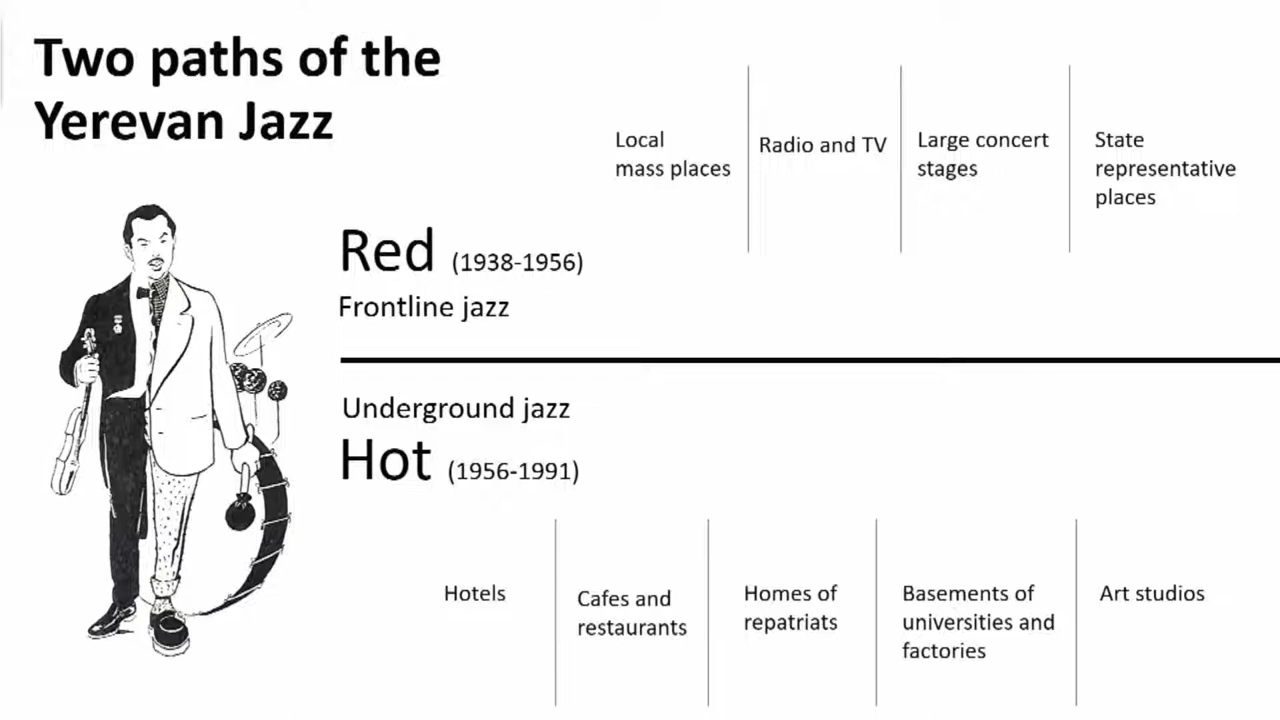 Two paths of the
Yerevan Jazz
Local
mass places
Radio and TV
Large concert
stages
State
representative
places
Red (1938-1956)
Frontline jazz
Underground jazz
Hot (1956-1991)
Hotels
Cafes and
restaurants
Homes of
repatriats
Basements of
universities and
factories
Art studios